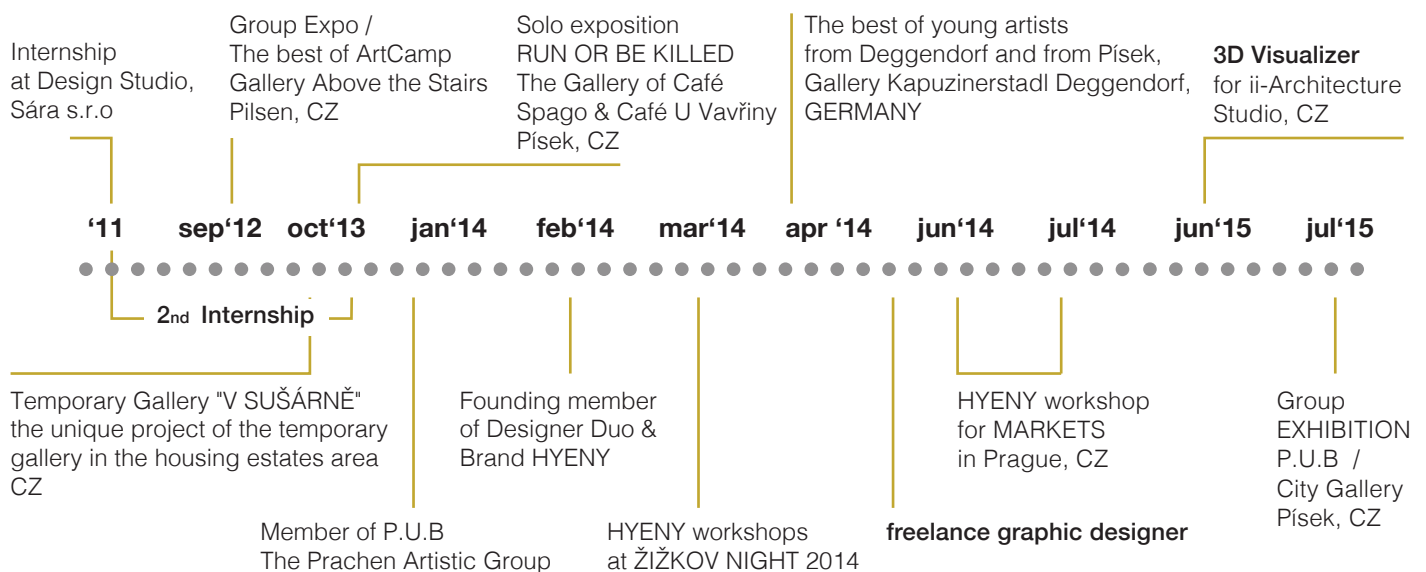 Internship
at Design Studio,
Sára s.r.o
Group Expo /
The best of ArtCamp
Gallery Above the Stairs
Pilsen, CZ
Solo exposition
RUN OR BE KILLED
The Gallery of Café
Spago & Café U Vavřiny
Písek, CZ
The best of young artists
from Deggendorf and from Písek,
Gallery Kapuzinerstadl Deggendorf,
GERMANY
3D Visualizer
for ii-Architecture
Studio, CZ
‘11 sep‘12 oct‘13 jan‘14 feb‘14 mar‘14 apr ‘14 jun‘14 jul‘14 jun‘15 jul‘15
2nd Internship
Temporary Gallery "V SUŠÁRNĚ"
the unique project of the temporary
gallery in the housing estates area
CZ
Member of P.U.B
The Prachen Artistic Group
Founding member
of Designer Duo &
Brand HYENY
HYENY workshops
at ŽIŽKOV NIGHT 2014
freelance graphic designer
HYENY workshop
for MARKETS
in Prague, CZ
Group
EXHIBITION
P.U.B /
City Gallery
Písek, CZ